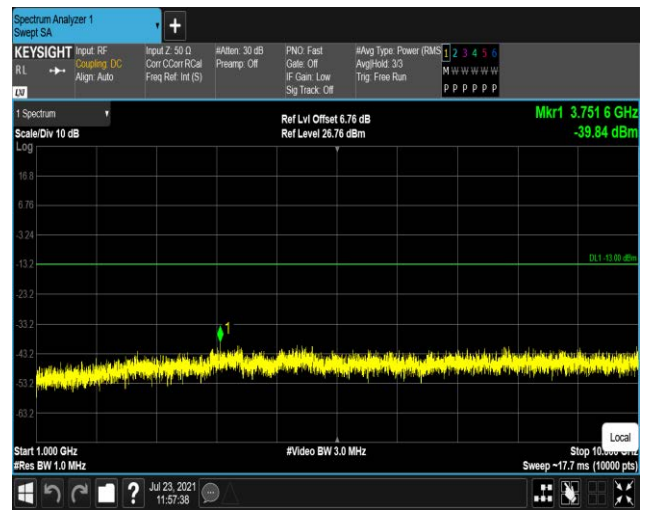 Spectrum Analyzer 1
Swept SA
+
KEYSIGHT
RL
LXI
Input: RF
Coupling: DC
Align: Auto
Input Z: 50 Ω
Corr CCorr RCal
Freq Ref: Int (S)
#Atten: 30 dB
Preamp: Off
PNO: Fast
Gate: Off
IF Gain: Low
Sig Track: Off
#Avg Type: Power (RMS
Avg|Hold: 3/3
Trig: Free Run
1 2 3 4 5 6
M W W W W W
P P P P P P
1 Spectrum
Scale/Div 10 dB
Log
Ref Lvl Offset 6.76 dB
Ref Level 26.76 dBm
Mkr1 3.751 6 GHz
-39.84 dBm
16.8
6.76
-3.24
-13.2
DL1 -13.00 dBm
-23.2
-33.2
1
-43.2
-53.2
-63.2
Local
Start 1.000 GHz
#Res BW 1.0 MHz
#Video BW 3.0 MHz
Stop 10.000 GHz
Sweep ~17.7 ms (10000 pts)
?
Jul 23, 2021
11:57:38